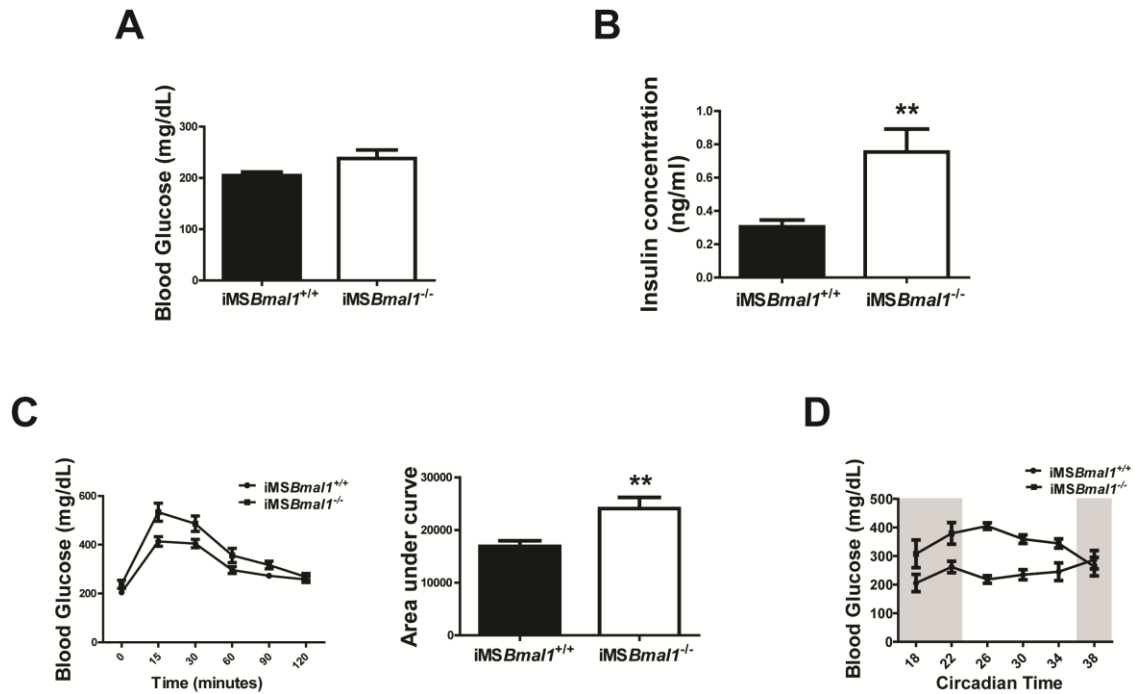 A
Blood Glucose (mg/dL)
300
200
100
0
iMSBmal1+/+
iMSBmal1-/-
B
Insulin concentration
(ng/ml)
1.0
0.8
0.6
0.4
0.2
0.0
**
iMSBmal1+/+
iMSBmal1-/-
C
Blood Glucose (mg/dL)
600
400
200
0
iMSBmal1+/+
iMSBmal1-/-
0 15 30 60 90 120
Time (minutes)
Area under curve
30000
20000
10000
0
**
iMSBmal1+/+
iMSBmal1-/-
D
iMSBmal1+/+
iMSBmal1-/-
Blood Glucose (mg/dL)
500
400
300
200
100
0
18 22 26 30 34 38
Circadian Time